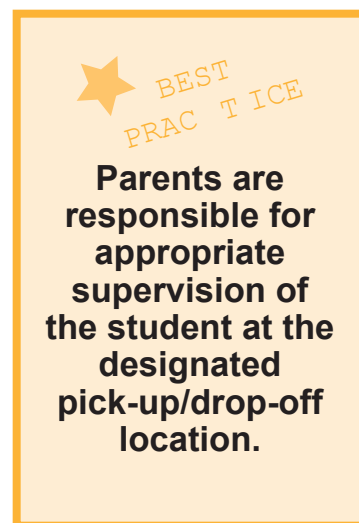 BEST
PRAC T ICE
Parents are
responsible for
appropriate
supervision of
the student at the
designated
pick-up/drop-off
location.